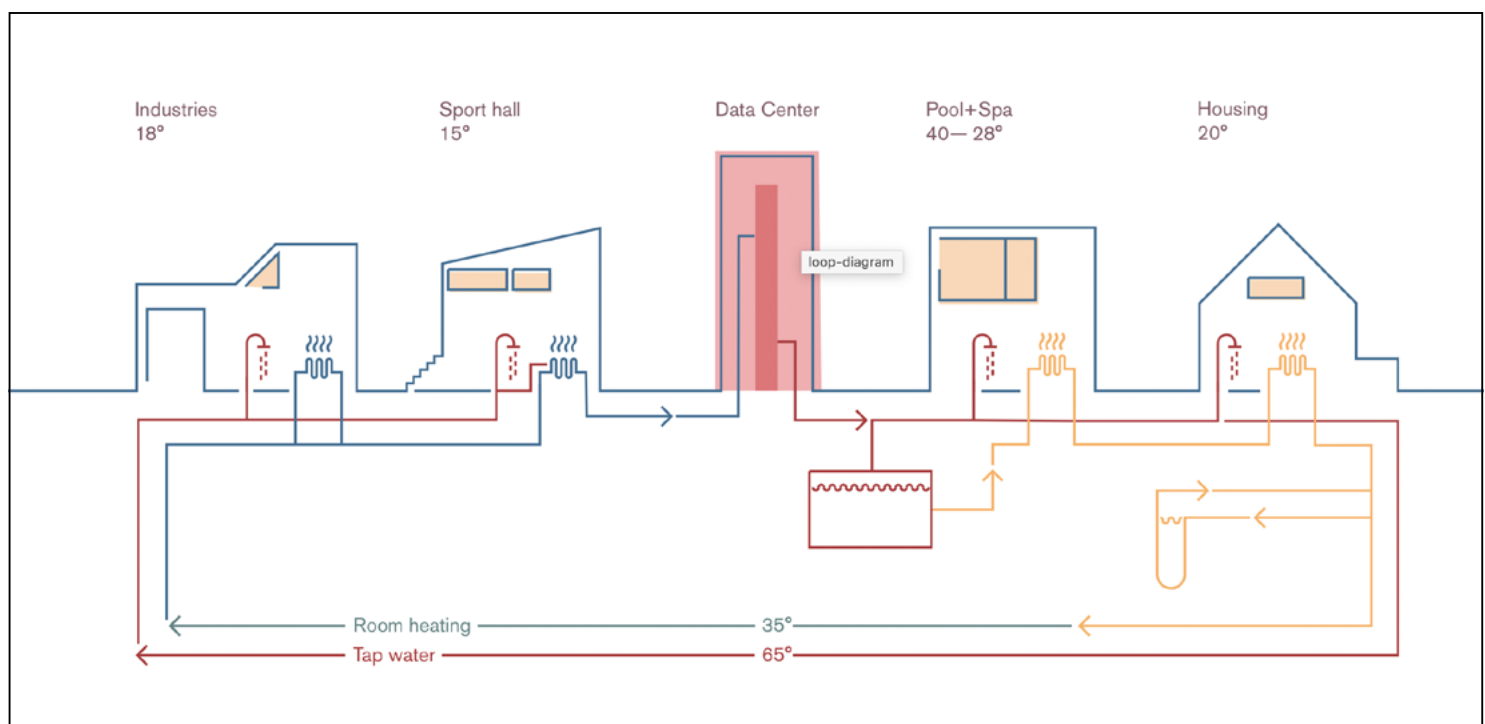 Industries
18°
Sport hall
15°
Data Center
Pool+Spa
40— 28°
Housing
20°
loop-diagram
Room heating 35°
Tap water 65°